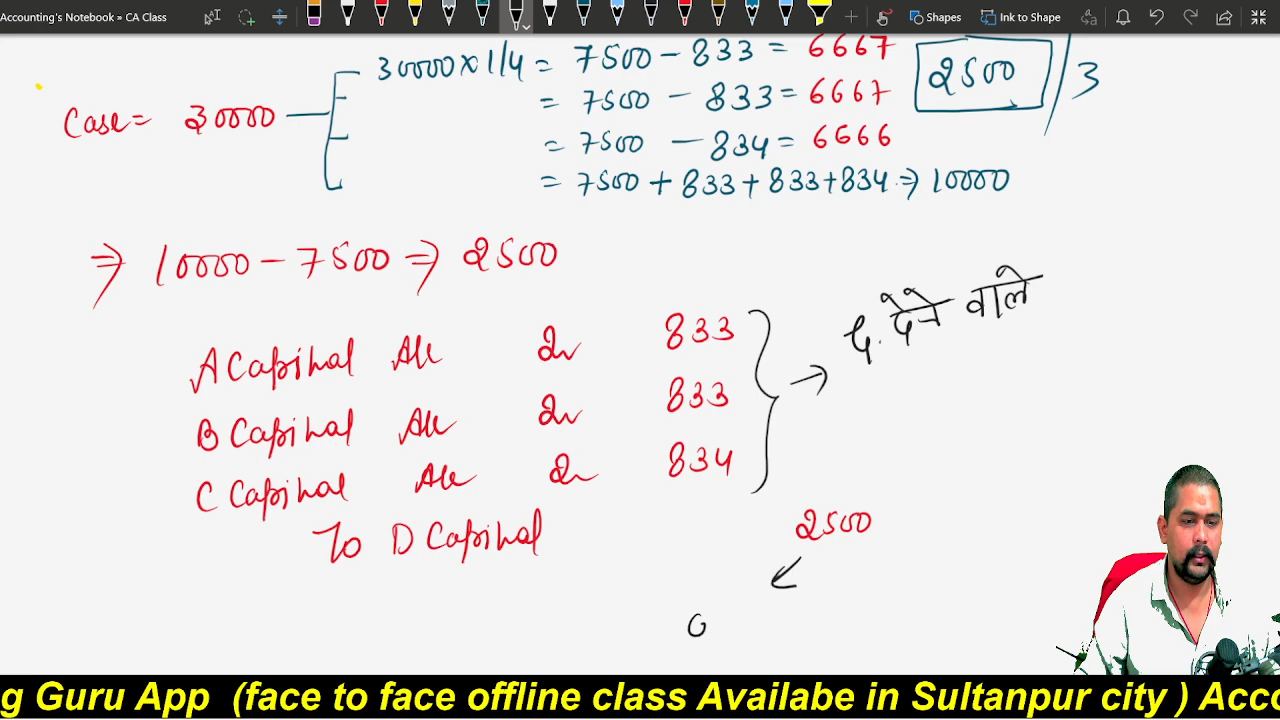 Accounting's Notebook » CA Class Shapes Ink to Shape
30000 x 1/4 = 7500 - 833 = 6667
Case = 30000 = 7500 - 833 = 6667 2500 / 3
= 7500 - 834 = 6666
= 7500 + 833 + 833 + 834 ⇒ 10000
⇒ 10000 - 7500 ⇒ 2500
A Capital A/c Dr 833
B Capital A/c Dr 833
C Capital A/c Dr 834
देने वाले
To D Capital 2500
g Guru App (face to face offline class Availabe in Sultanpur city ) Acco